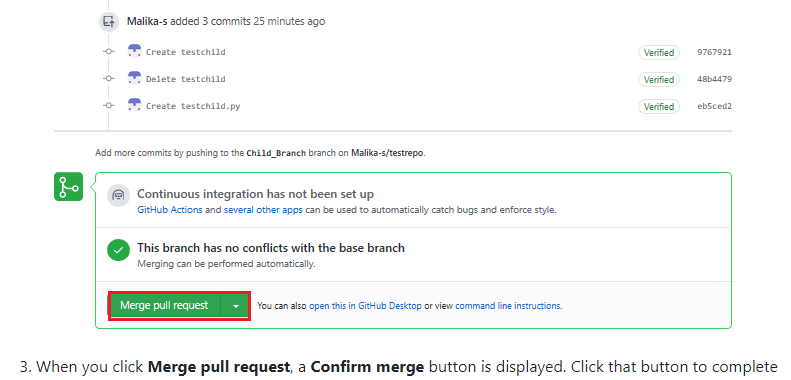 Malika-s added 3 commits 25 minutes ago
Create testchild Verified 9767921
Delete testchild Verified 48b4479
Create testchild.py Verified eb5ced2
Add more commits by pushing to the Child_Branch branch on Malika-s/testrepo.
Continuous integration has not been set up
GitHub Actions and several other apps can be used to automatically catch bugs and enforce style.
This branch has no conflicts with the base branch
Merging can be performed automatically.
Merge pull request You can also open this in GitHub Desktop or view command line instructions.
3. When you click Merge pull request, a Confirm merge button is displayed. Click that button to complete